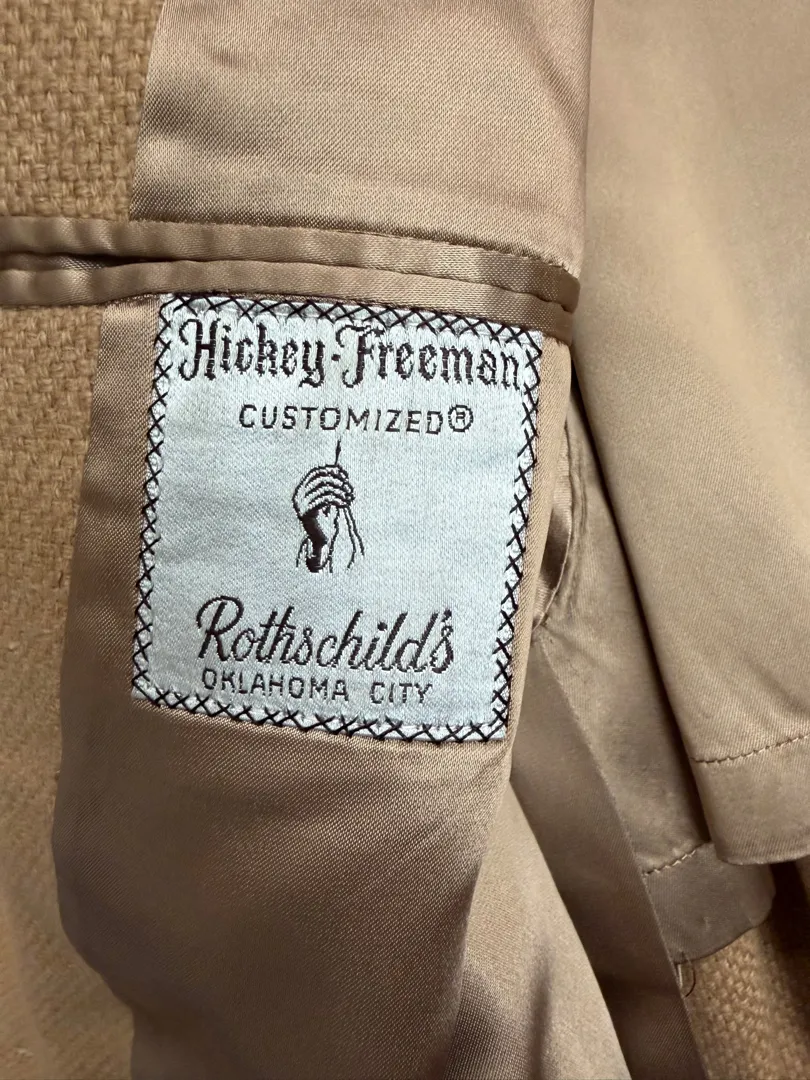 Hickey-Freeman
CUSTOMIZED®
Rothschild's
OKLAHOMA CITY